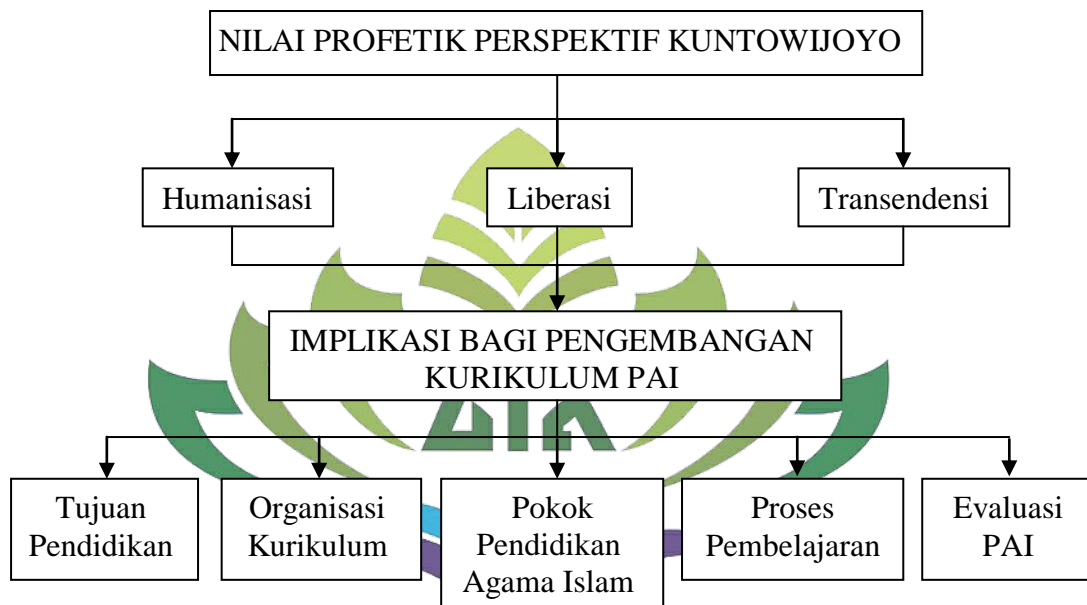 NILAI PROFETIK PERSPEKTIF KUNTOWIJOYO
Humanisasi
Liberasi
Transendensi
IMPLIKASI BAGI PENGEMBANGAN
KURIKULUM PAI
Tujuan
Pendidikan
Organisasi
Kurikulum
Pokok
Pendidikan
Agama Islam
Proses
Pembelajaran
Evaluasi
PAI